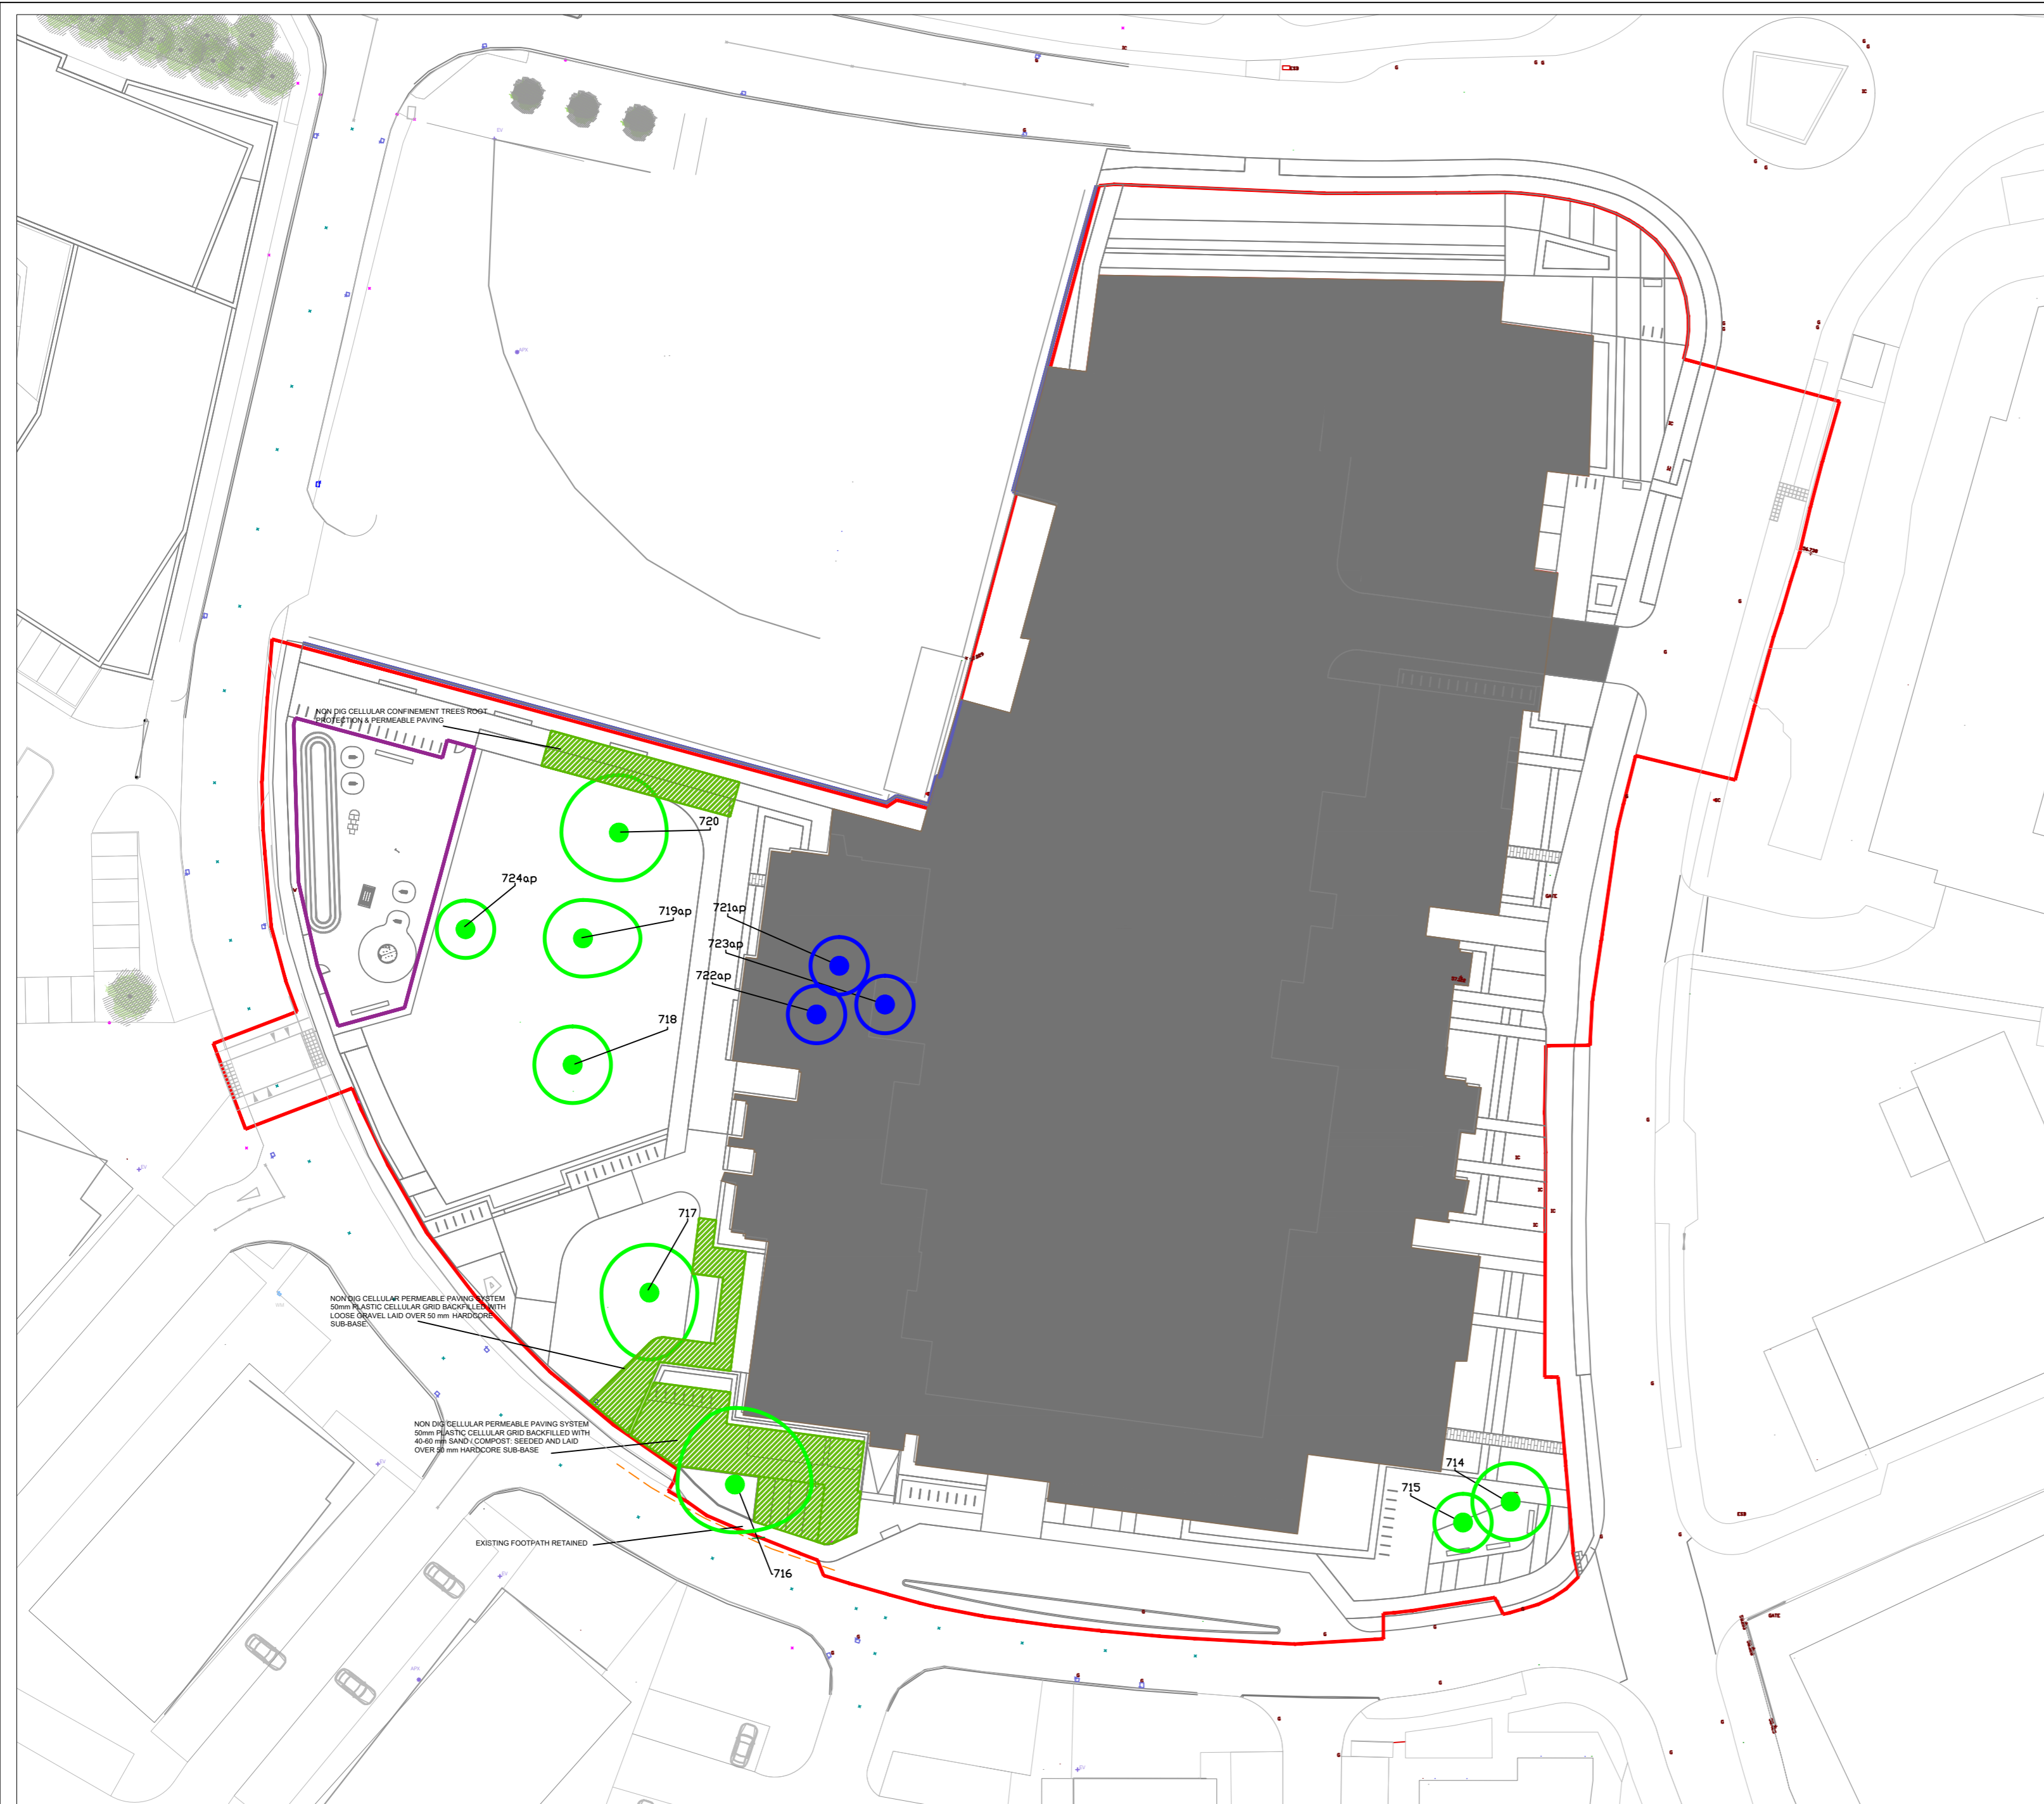 NON DIG CELLULAR CONFINEMENT TREES ROOT
PROTECTION & PERMEABLE PAVING
720
724ap
719ap
721ap
723ap
722ap
718
717
NON DIG CELLULAR PERMEABLE PAVING SYSTEM
50mm PLASTIC CELLULAR GRID BACKFILLED WITH
LOOSE GRAVEL LAID OVER 50 mm HARDCORE
SUB-BASE
NON DIG CELLULAR PERMEABLE PAVING SYSTEM
50mm PLASTIC CELLULAR GRID BACKFILLED WITH
40-60 mm SAND / COMPOST: SEEDED AND LAID
OVER 50 mm HARDCORE SUB-BASE
EXISTING FOOTPATH RETAINED
716
715
714
GATE
GATE